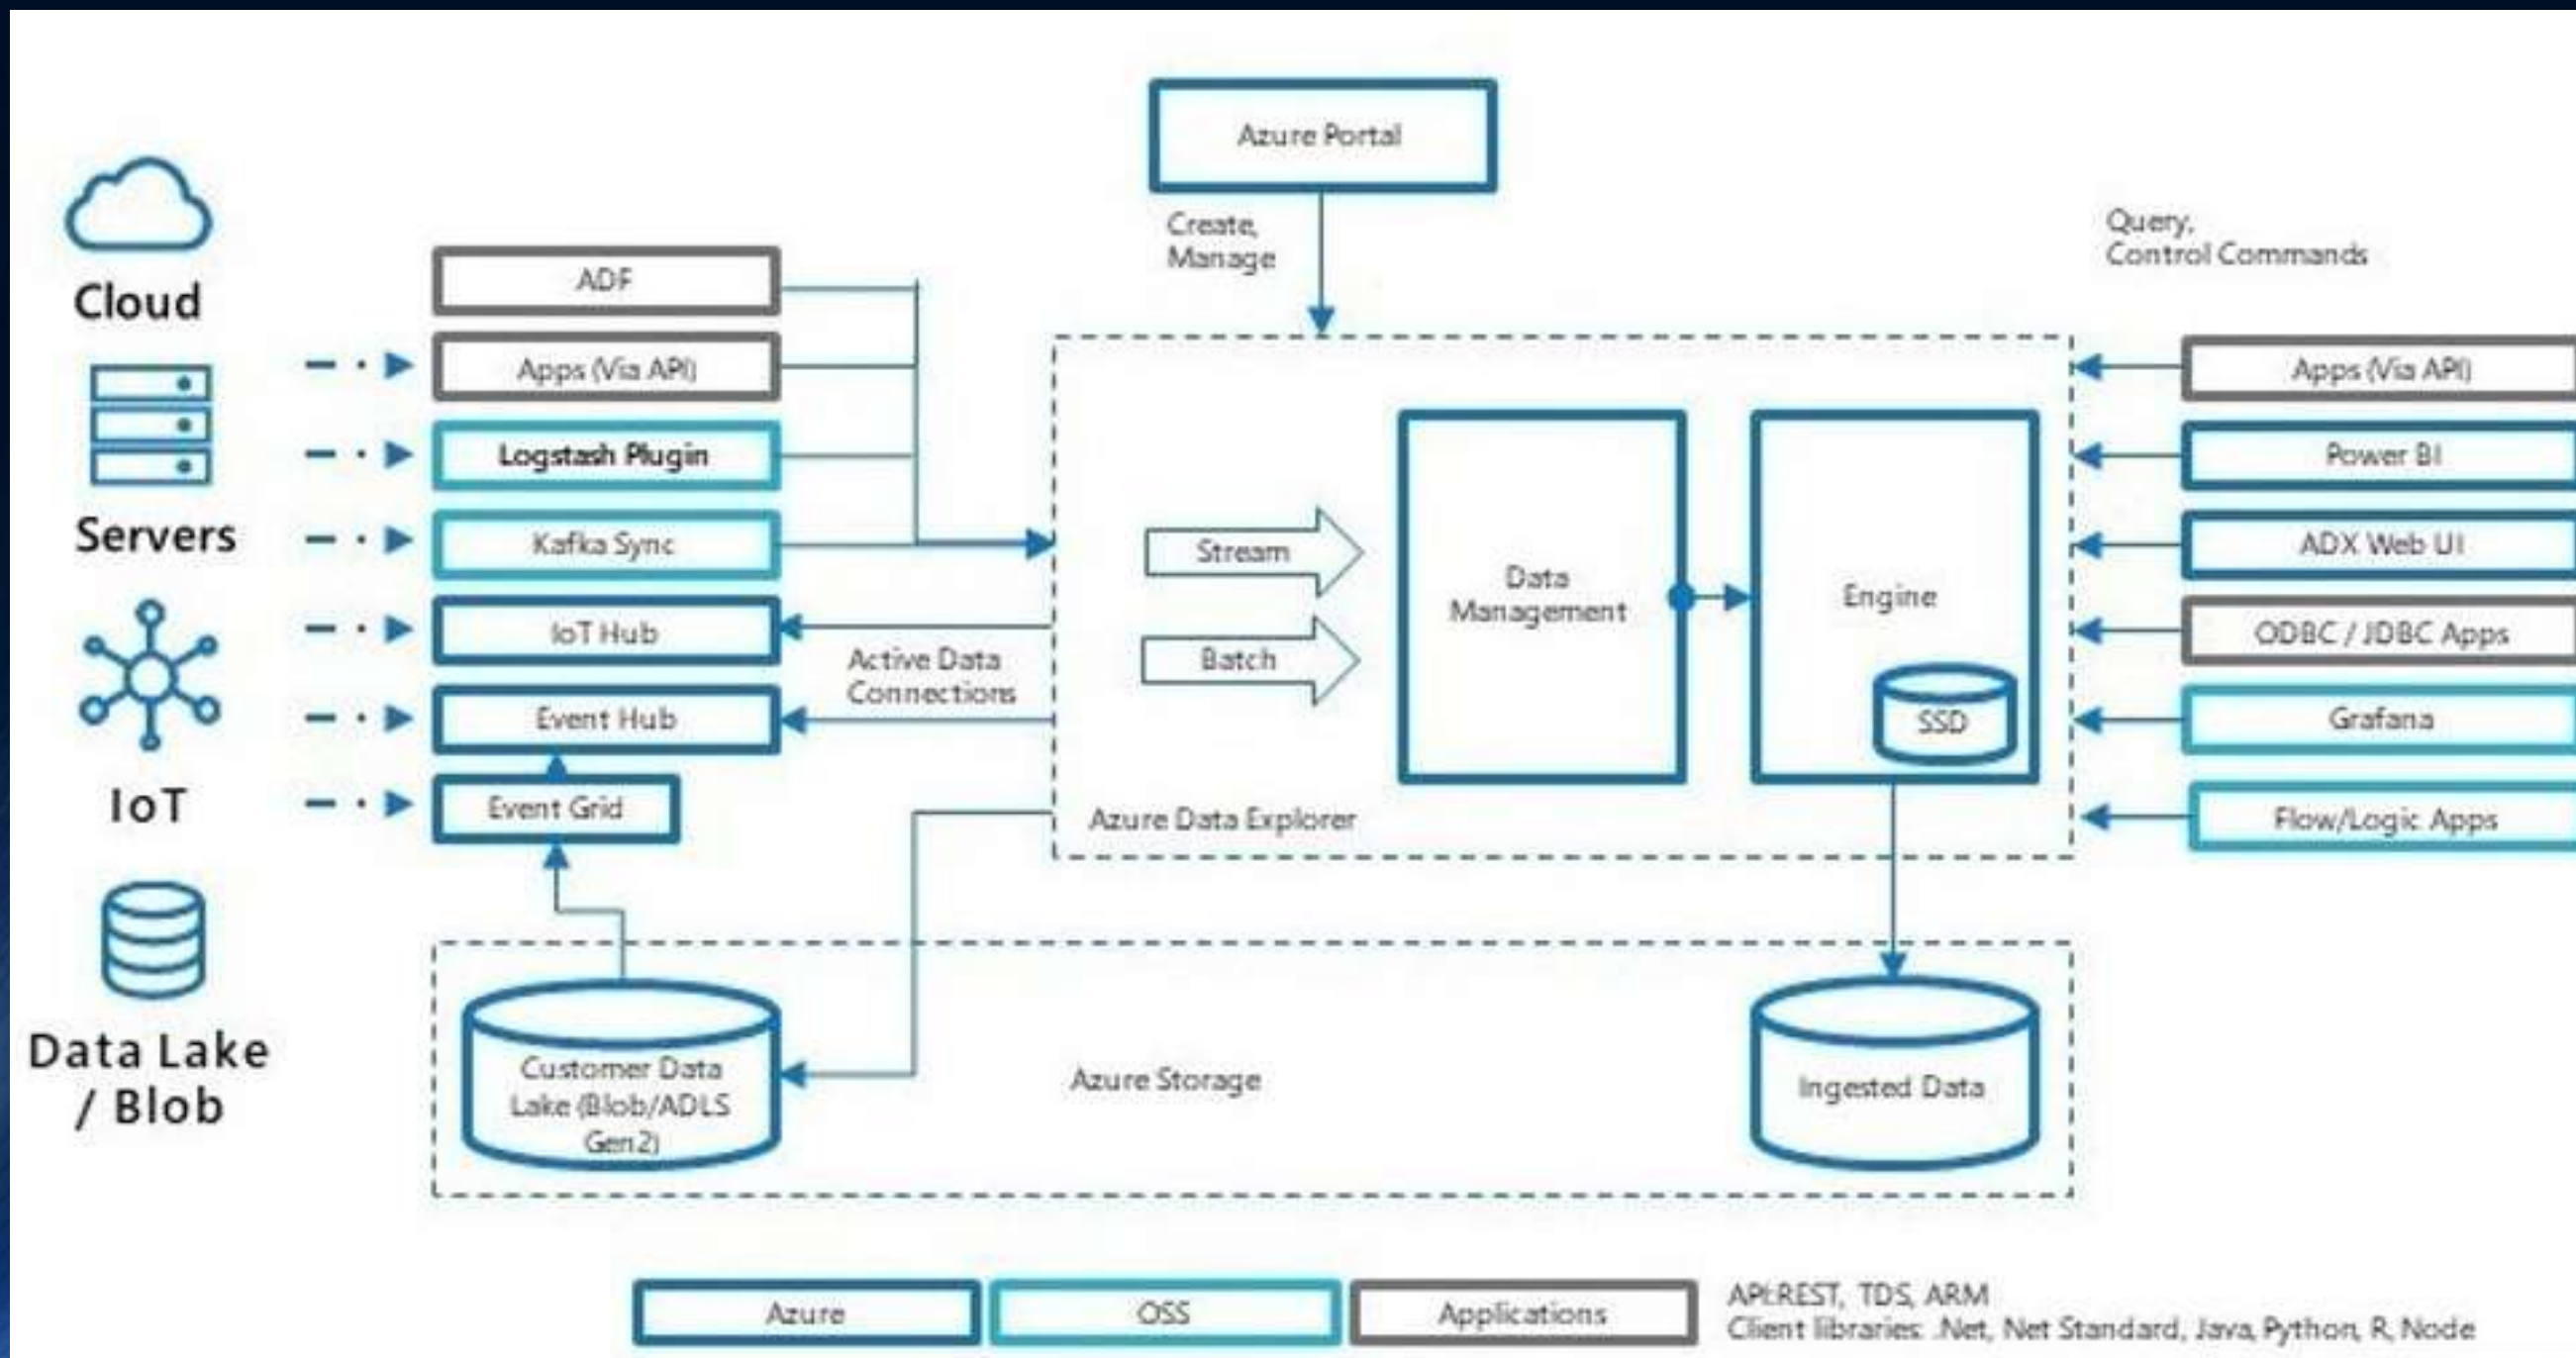 Azure Portal
Create,
Manage
Query,
Control Commands
Cloud
Servers
IoT
Data Lake
/ Blob
ADF
Apps (Via API)
Logstash Plugin
Kafka Sync
IoT Hub
Event Hub
Event Grid
Active Data
Connections
Stream
Batch
Data
Management
Engine
SSD
Azure Data Explorer
Apps (Via API)
Power BI
ADX Web UI
ODBC / JDBC Apps
Grafana
Flow/Logic Apps
Customer Data
Lake (Blob/ADLS
Gen2)
Azure Storage
Ingested Data
Azure
OSS
Applications
API:REST, TDS, ARM
Client libraries: .Net, Net Standard, Java, Python, R, Node